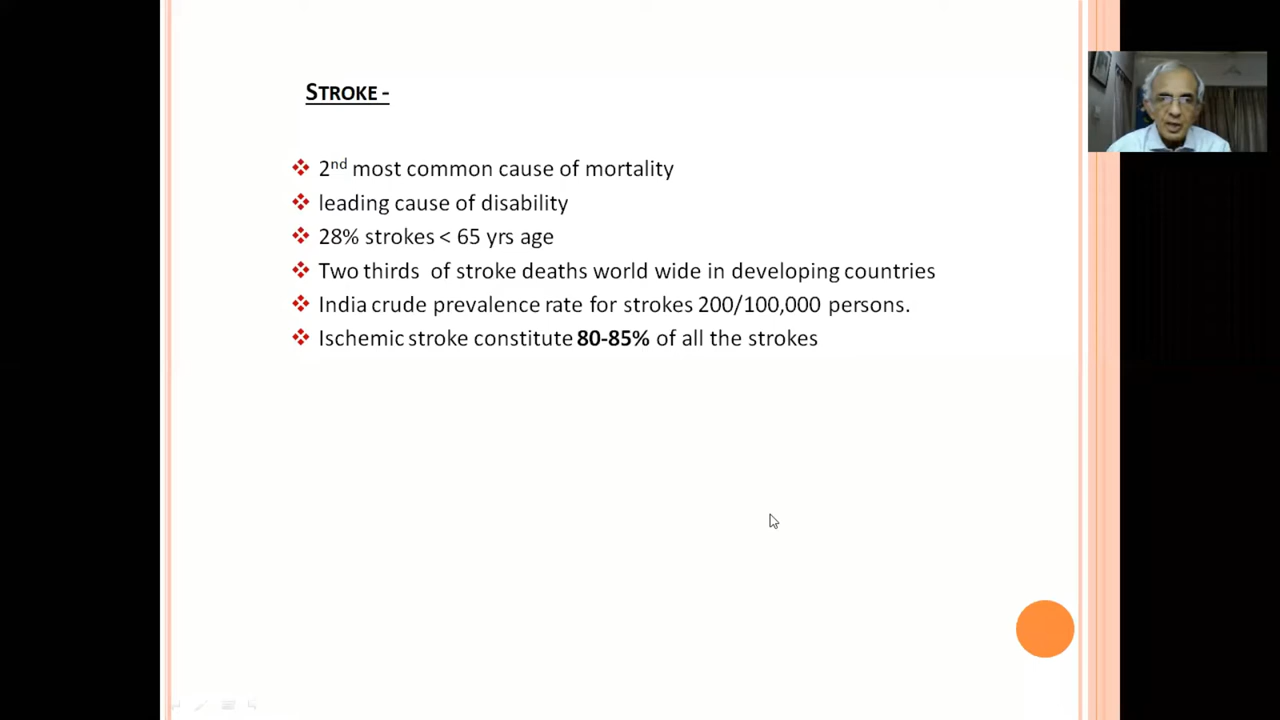 STROKE -
2nd most common cause of mortality
leading cause of disability
28% strokes < 65 yrs age
Two thirds of stroke deaths world wide in developing countries
India crude prevalence rate for strokes 200/100,000 persons.
Ischemic stroke constitute 80-85% of all the strokes